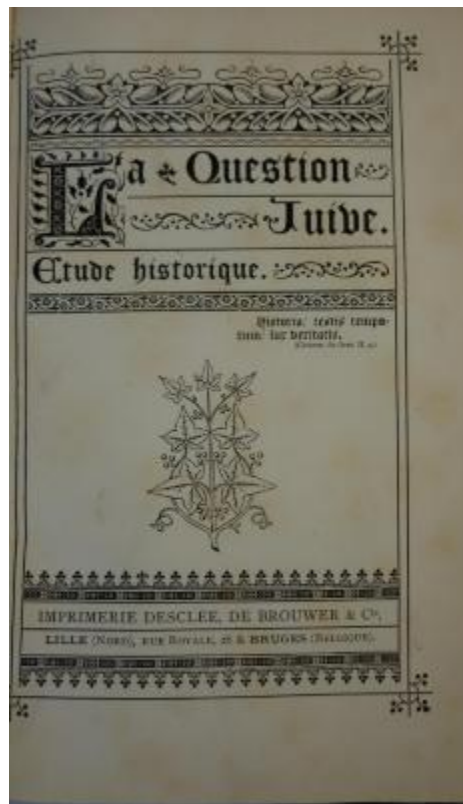 La Question
Juive.
Etude historique.
Historia, testis tempo-
rum, lux veritatis.
IMPRIMERIE DESCLÉE, DE BROUWER & Cie,
LILLE (NORD), RUE ROYALE, 26 & BRUGES (BELGIQUE).